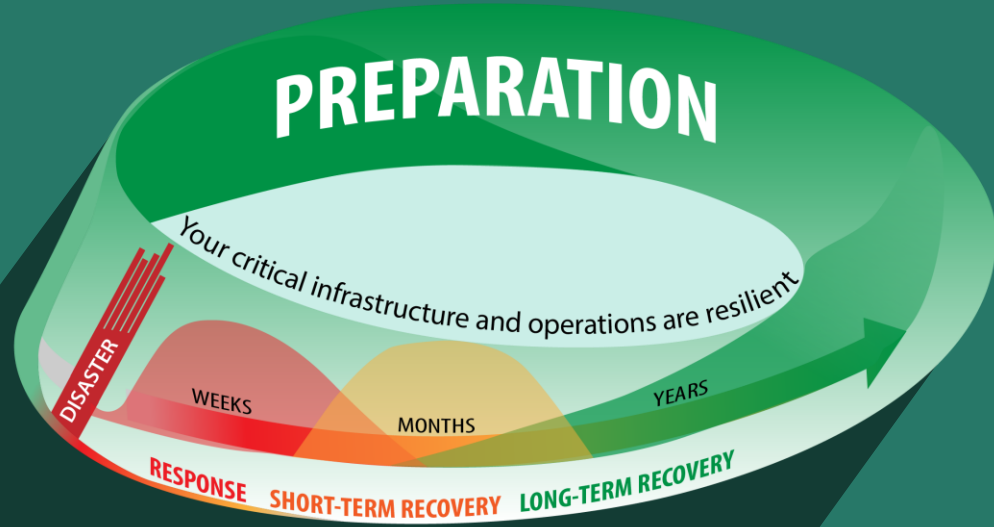 PREPARATION
Your critical infrastructure and operations are resilient
DISASTER
WEEKS
MONTHS
YEARS
RESPONSE
SHORT-TERM RECOVERY
LONG-TERM RECOVERY